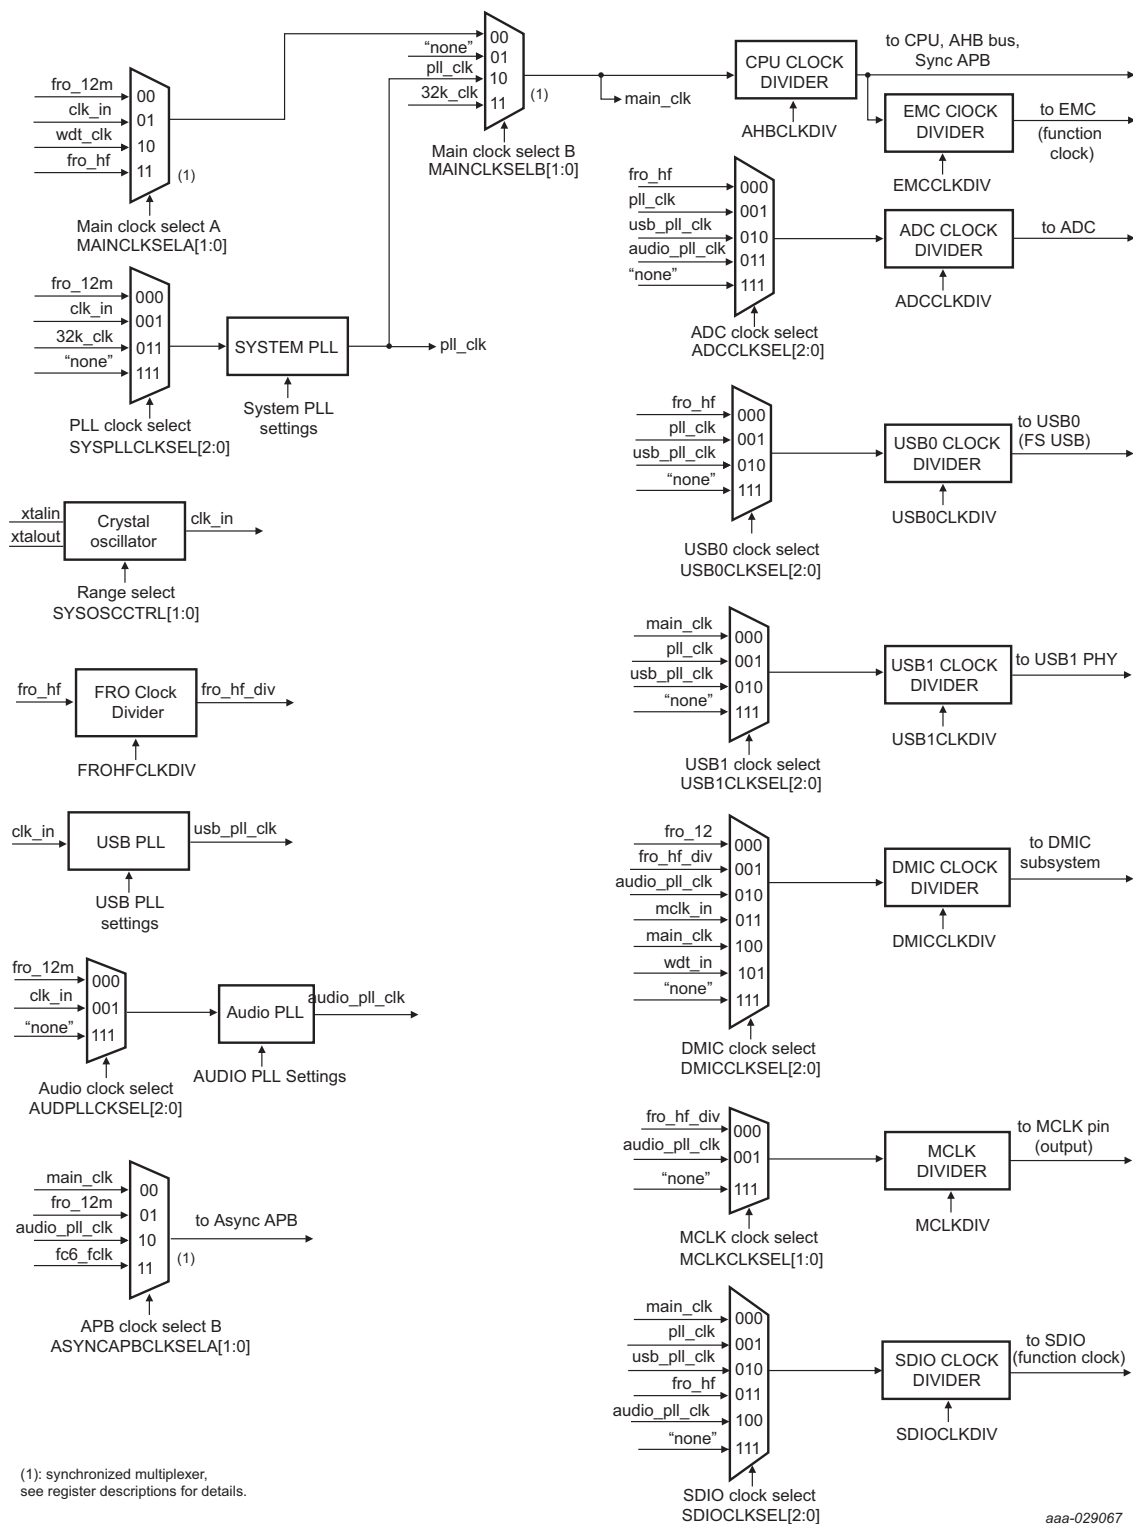 fro_12m
clk_in
wdt_clk
fro_hf
00
01
10
11
(1)
Main clock select A
MAINCLKSELA[1:0]
"none"
pll_clk
32k_clk
00
01
10
11
(1)
Main clock select B
MAINCLKSELB[1:0]
main_clk
CPU CLOCK
DIVIDER
AHBCLKDIV
to CPU, AHB bus,
Sync APB
EMC ClOCK
DIVIDER
EMCCLKDIV
to EMC
(function
clock)
fro_hf
pll_clk
usb_pll_clk
audio_pll_clk
"none"
000
001
010
011
111
ADC clock select
ADCCLKSEL[2:0]
ADC CLOCK
DIVIDER
ADCCLKDIV
to ADC
fro_12m
clk_in
32k_clk
"none"
000
001
011
111
PLL clock select
SYSPLLCLKSEL[2:0]
SYSTEM PLL
System PLL
settings
pll_clk
fro_hf
pll_clk
usb_pll_clk
"none"
000
001
010
111
USB0 clock select
USB0CLKSEL[2:0]
USB0 CLOCK
DIVIDER
USB0CLKDIV
to USB0
(FS USB)
xtalin
xtalout
Crystal
oscillator
clk_in
Range select
SYSOSCCTRL[1:0]
main_clk
pll_clk
usb_pll_clk
"none"
000
001
010
111
USB1 clock select
USB1CLKSEL[2:0]
USB1 CLOCK
DIVIDER
USB1CLKDIV
to USB1 PHY
fro_hf
FRO Clock
Divider
fro_hf_div
FROHFCLKDIV
clk_in
USB PLL
usb_pll_clk
USB PLL
settings
fro_12
fro_hf_div
audio_pll_clk
mclk_in
main_clk
wdt_in
"none"
000
001
010
011
100
101
111
DMIC clock select
DMICCLKSEL[2:0]
DMIC CLOCK
DIVIDER
DMICCLKDIV
to DMIC
subsystem
fro_12m
clk_in
"none"
000
001
111
Audio clock select
AUDPLLCKSEL[2:0]
Audio PLL
audio_pll_clk
AUDIO PLL Settings
fro_hf_div
audio_pll_clk
"none"
000
001
111
MCLK clock select
MCLKCLKSEL[1:0]
MCLK
DIVIDER
MCLKDIV
to MCLK pin
(output)
main_clk
fro_12m
audio_pll_clk
fc6_fclk
00
01
10
11
(1)
to Async APB
APB clock select B
ASYNCAPBCLKSELA[1:0]
main_clk
pll_clk
usb_pll_clk
fro_hf
audio_pll_clk
"none"
000
001
010
011
100
111
SDIO clock select
SDIOCLKSEL[2:0]
SDIO CLOCK
DIVIDER
SDIOCLKDIV
to SDIO
(function clock)
(1): synchronized multiplexer,
see register descriptions for details.
aaa-029067